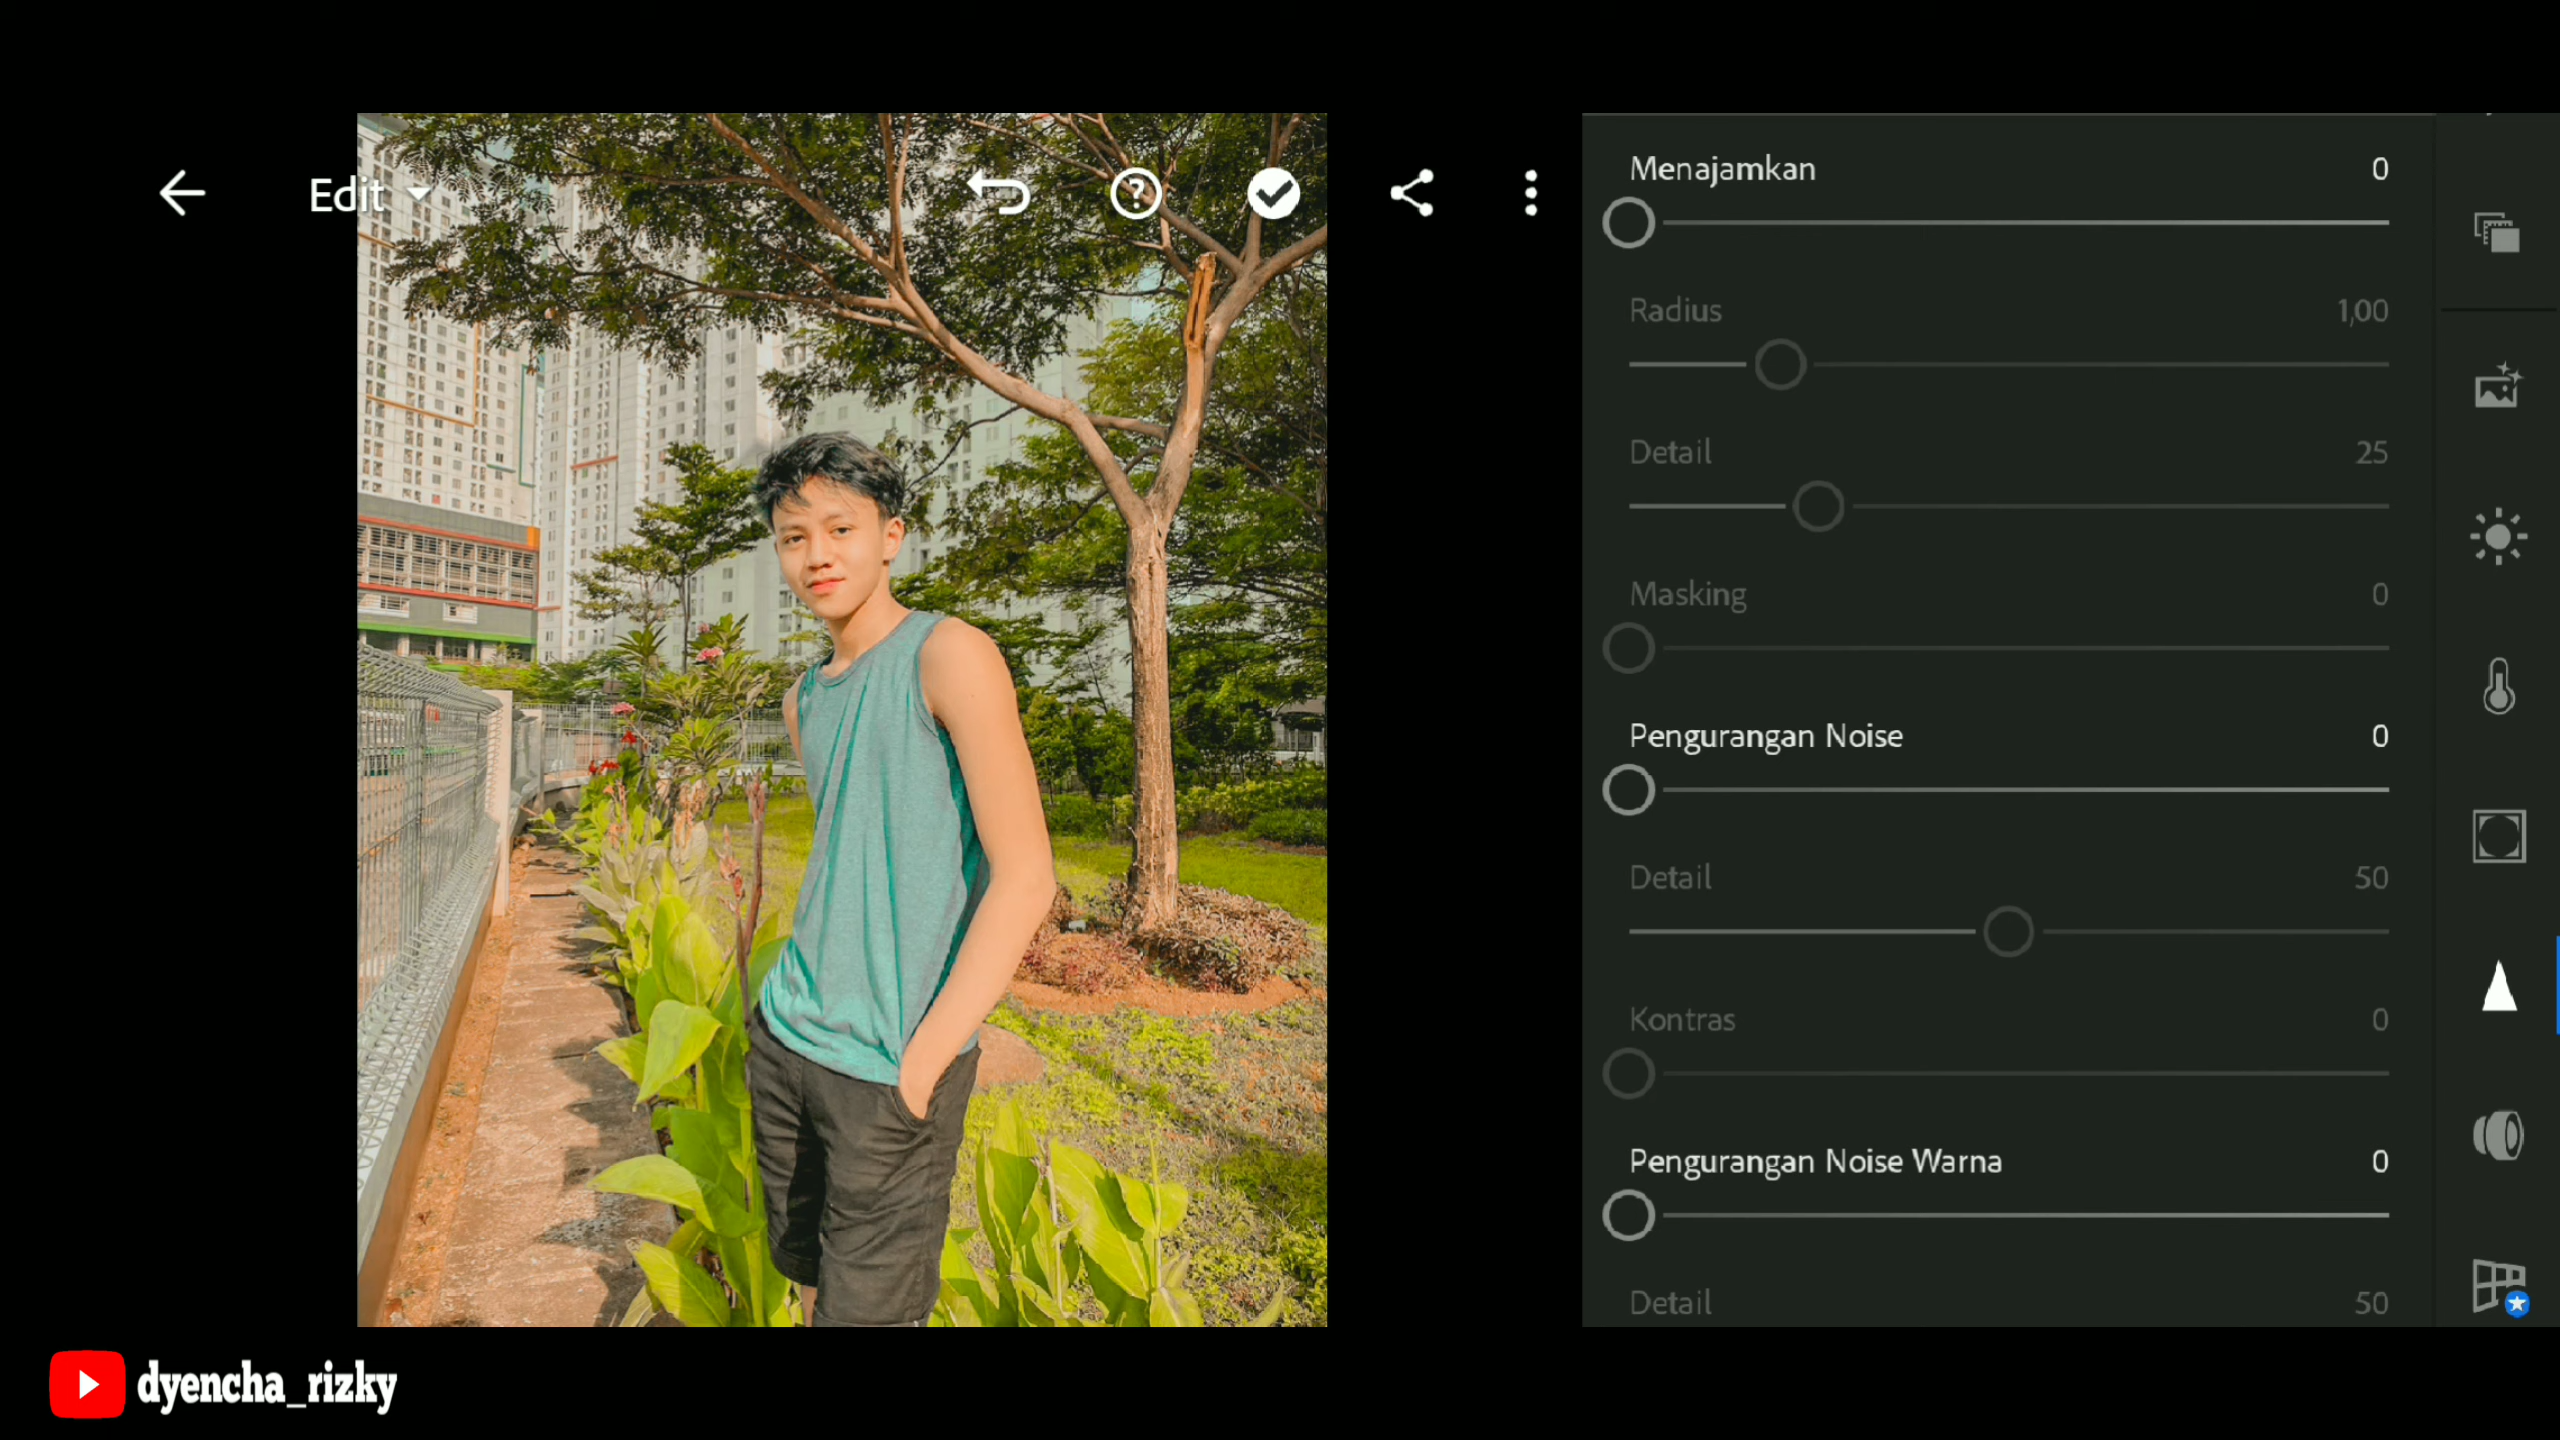 Edit
Menajamkan 0
Radius 1,00
Detail 25
Masking 0
Pengurangan Noise 0
Detail 50
Kontras 0
Pengurangan Noise Warna 0
Detail 50
dyencha_rizky